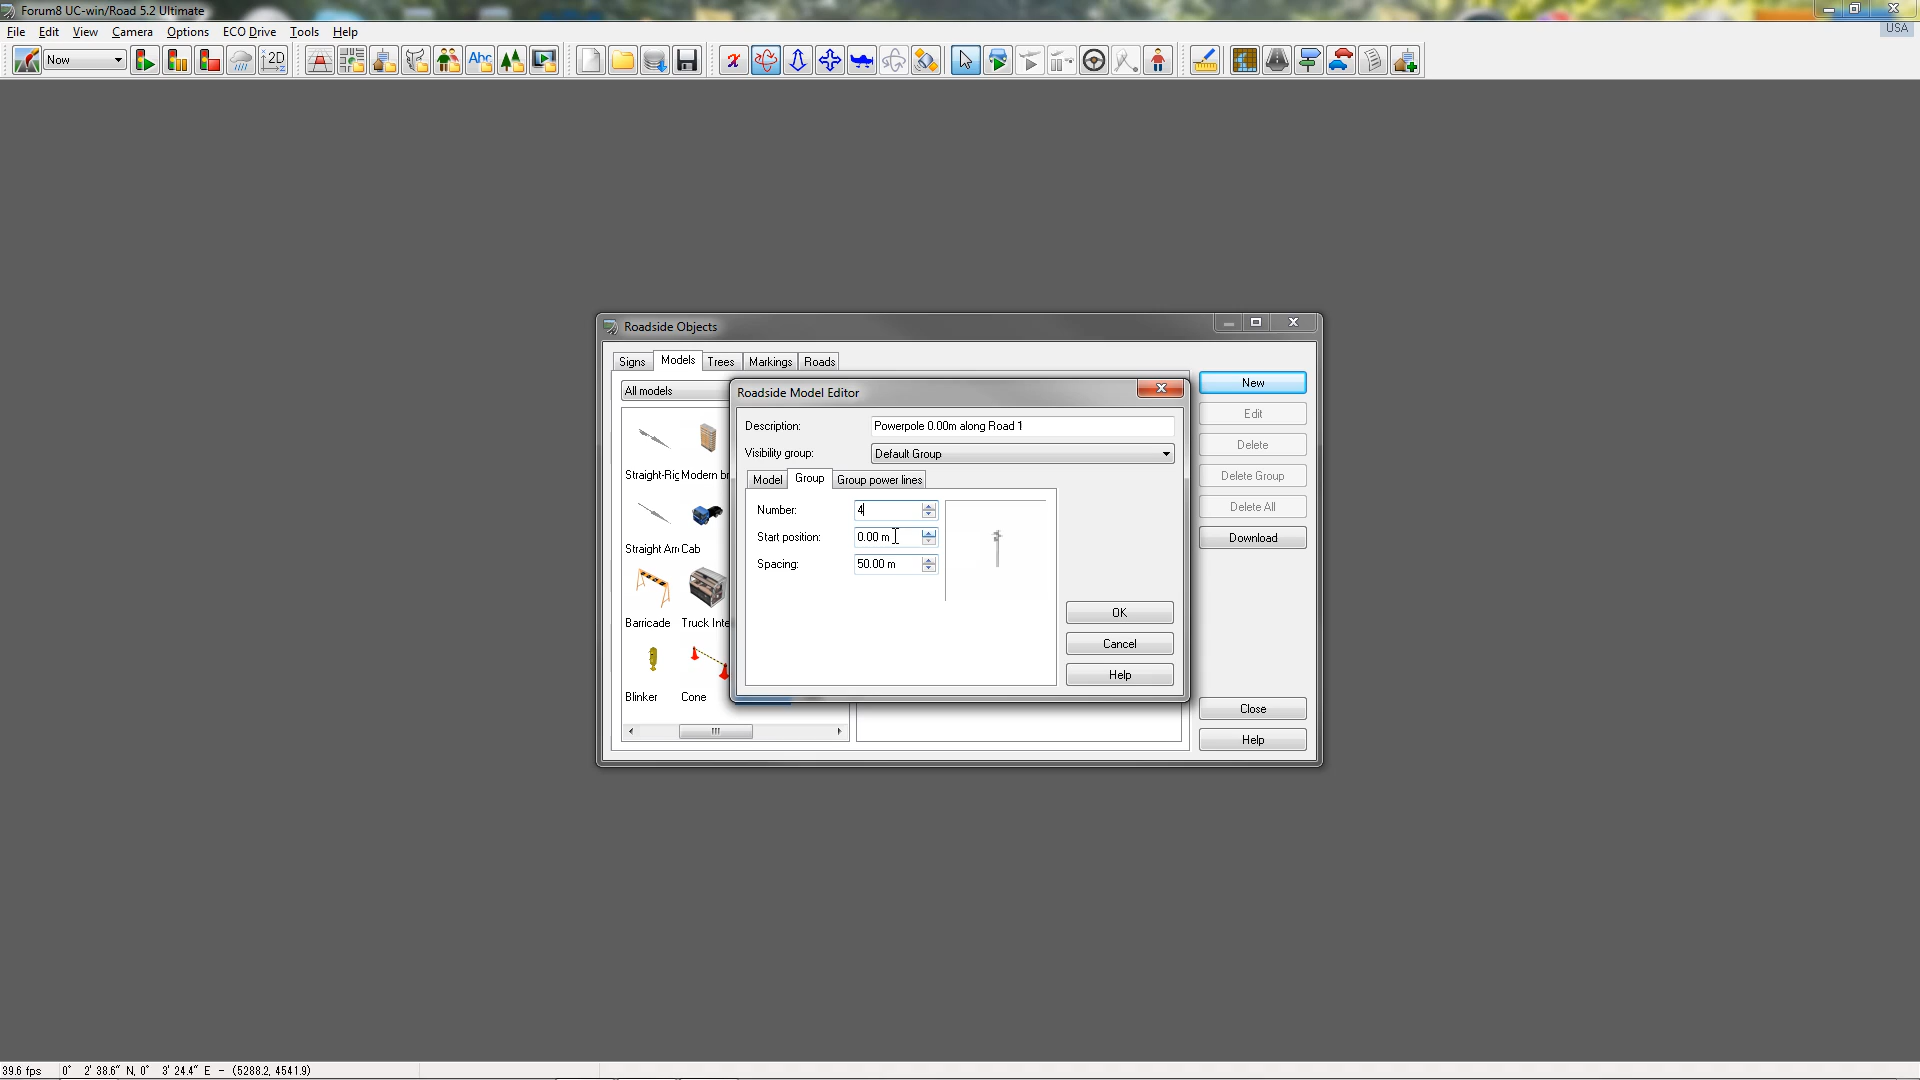 Forum8 UC-win/Road 5.2 Ultimate
File Edit View Camera Options ECO Drive Tools Help
USA
Now
Abc
2D
Roadside Objects
Signs Models Trees Markings Roads
All models
Straight-Rig Modern br
Straight Arr Cab
Barricade Truck Inte
Blinker Cone
New
Edit
Delete
Delete Group
Delete All
Download
Close
Help
Roadside Model Editor
Description: Powerpole 0.00m along Road 1
Visibility group: Default Group
Model Group Group power lines
Number: 4
Start position: 0.00 m
Spacing: 50.00 m
OK
Cancel
Help
39.6 fps 0° 2' 38.6" N, 0° 3' 24.4" E - (5288.2, 4541.9)